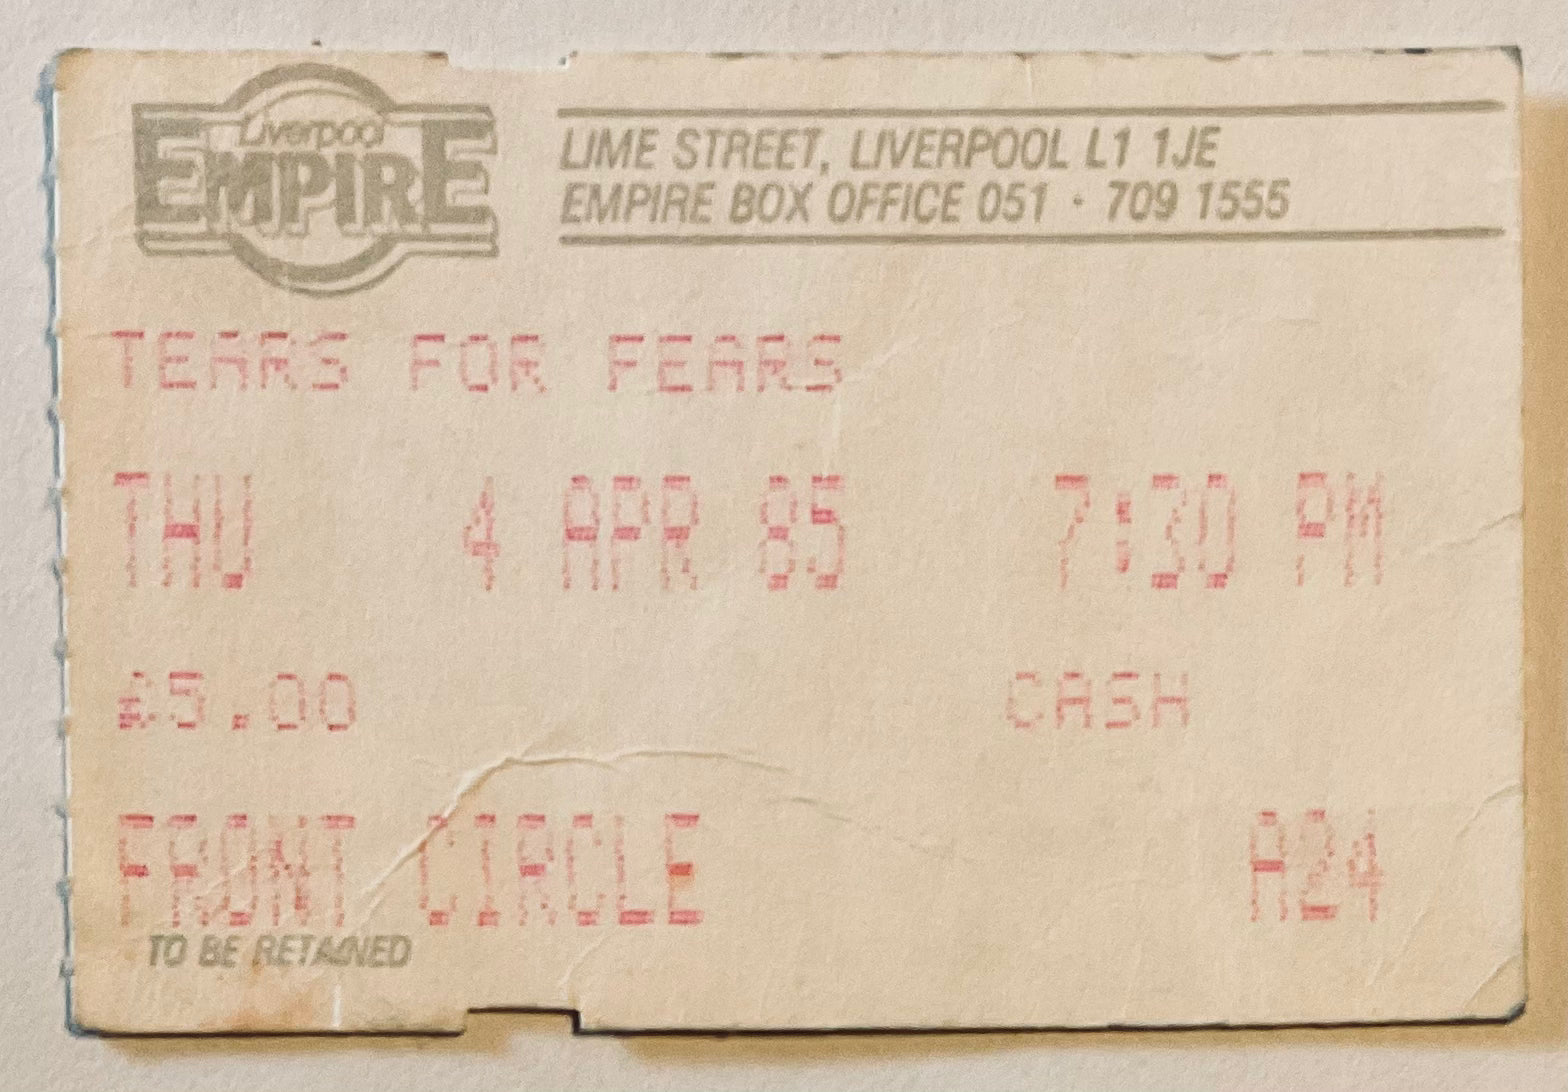 Liverpool
EMPIRE
LIME STREET, LIVERPOOL L1 1JE
EMPIRE BOX OFFICE 051 · 709 1555
TEARS FOR FEARS
THU 4 APR 85 7:30 PM
£5.00 CASH
FRONT CIRCLE A24
TO BE RETAINED